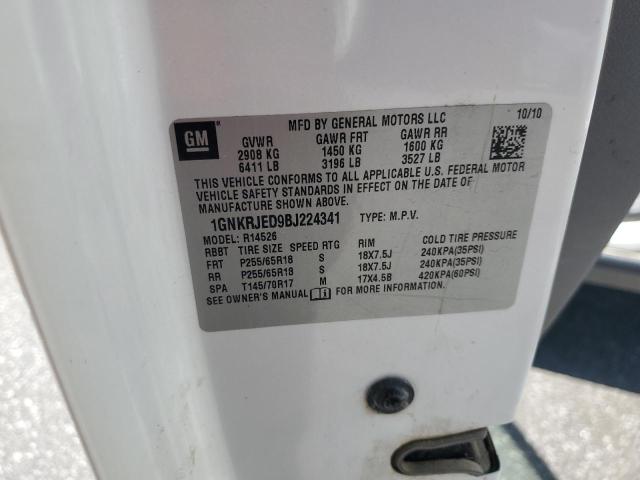 MFD BY GENERAL MOTORS LLC 10/10
GM GVWR GAWR FRT GAWR RR
2908 KG 1450 KG 1600 KG
6411 LB 3196 LB 3527 LB
THIS VEHICLE CONFORMS TO ALL APPLICABLE U.S. FEDERAL MOTOR
VEHICLE SAFETY STANDARDS IN EFFECT ON THE DATE OF
MANUFACTURE SHOWN ABOVE.
1GNKRJED9BJ224341 TYPE: M.P.V.
MODEL: R14526
RBBT TIRE SIZE SPEED RTG RIM COLD TIRE PRESSURE
FRT P255/65R18 S 18X7.5J 240KPA(35PSI)
RR P255/65R18 S 18X7.5J 240KPA(35PSI)
SPA T145/70R17 M 17X4.5B 420KPA(60PSI)
SEE OWNER'S MANUAL FOR MORE INFORMATION.